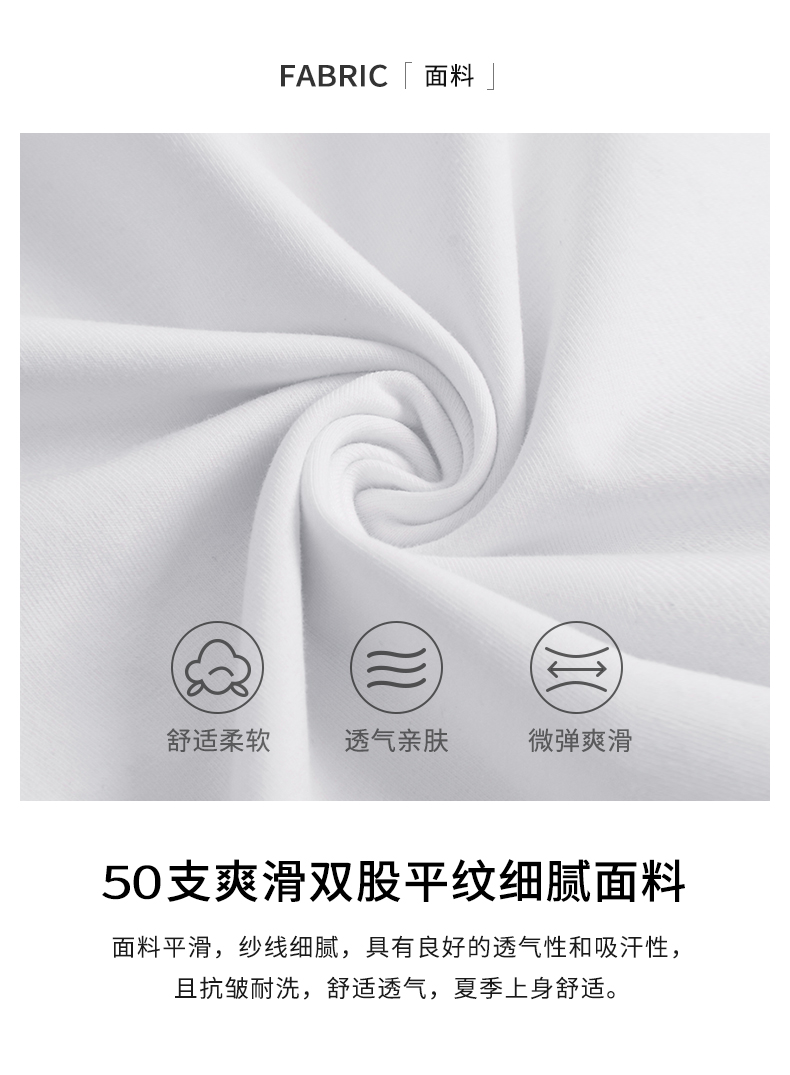 FABRIC「面料」
舒适柔软
透气亲肤
微弹爽滑
50支爽滑双股平纹细腻面料
面料平滑，纱线细腻，具有良好的透气性和吸汗性，
且抗皱耐洗，舒适透气，夏季上身舒适。